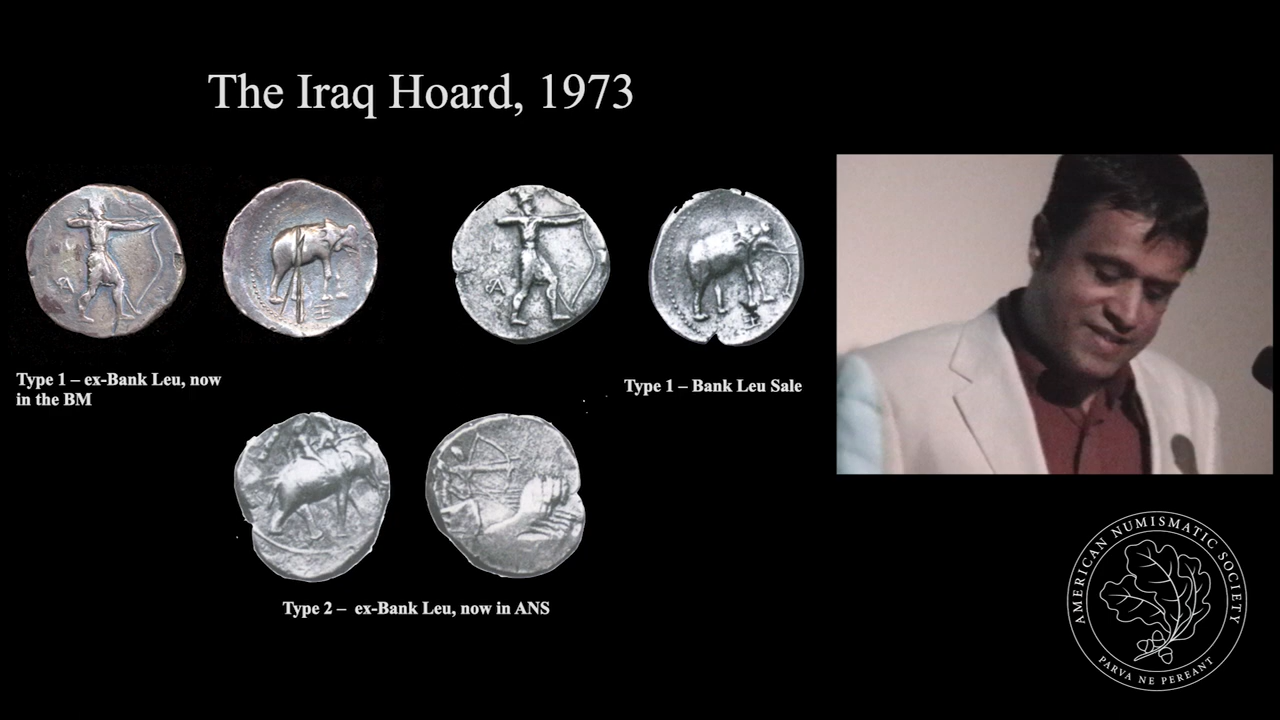 The Iraq Hoard, 1973
Type 1 – ex-Bank Leu, now
in the BM
Type 1 – Bank Leu Sale
Type 2 –  ex-Bank Leu, now in ANS
AMERICAN NUMISMATIC SOCIETY
PARVA NE PEREANT